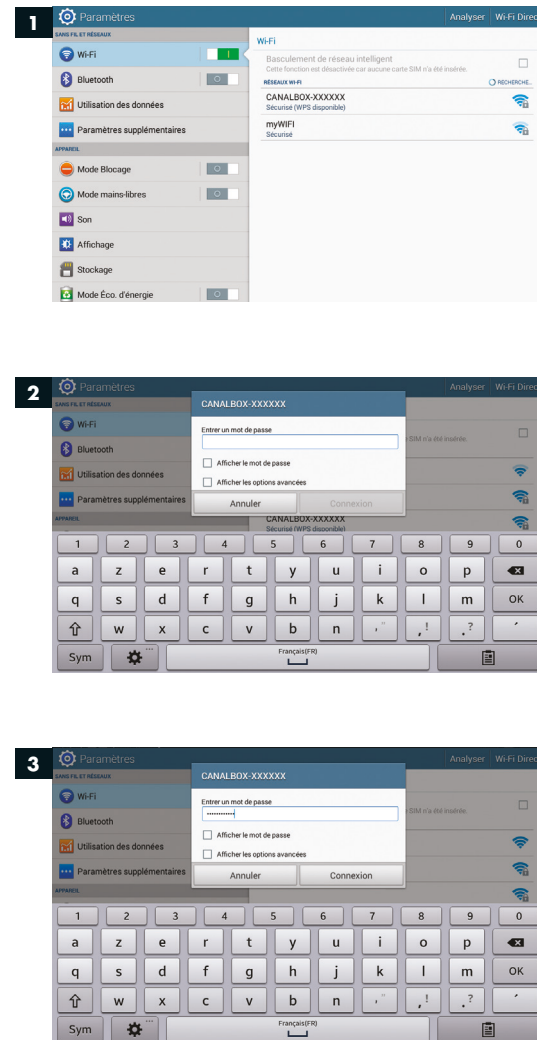 1
Paramètres
Analyser Wi-Fi Direc
SANS FIL ET RÉSEAUX
Wi-Fi
Bluetooth
Utilisation des données
Paramètres supplémentaires
APPAREIL
Mode Blocage
Mode mains-libres
Son
Affichage
Stockage
Mode Éco. d'énergie
Wi-Fi
Basculement de réseau intelligent
Cette fonction est désactivée car aucune carte SIM n'a été insérée.
RÉSEAUX WI-FI
RECHERCHE..
CANALBOX-XXXXXX
Sécurisé (WPS disponible)
myWIFI
Sécurisé
2
Paramètres
Analyser Wi-Fi Direc
SANS FIL ET RÉSEAUX
Wi-Fi
Bluetooth
Utilisation des données
Paramètres supplémentaires
APPAREIL
CANALBOX-XXXXXX
Entrer un mot de passe
Afficher le mot de passe
Afficher les options avancées
Annuler Connexion
SIM n'a été insérée.
CANALBOX-XXXXXX
Sécurisé (WPS disponible)
1 2 3 4 5 6 7 8 9 0
a z e r t y u i o p
q s d f g h j k l m OK
w x c v b n ' " , ! . ? ´
Sym ... Français(FR)
3
Paramètres
Analyser Wi-Fi Direc
SANS FIL ET RÉSEAUX
Wi-Fi
Bluetooth
Utilisation des données
Paramètres supplémentaires
APPAREIL
CANALBOX-XXXXXX
Entrer un mot de passe
••••••••••••
Afficher le mot de passe
Afficher les options avancées
Annuler Connexion
SIM n'a été insérée.
1 2 3 4 5 6 7 8 9 0
a z e r t y u i o p
q s d f g h j k l m OK
w x c v b n ' " , ! . ? ´
Sym ... Français(FR)